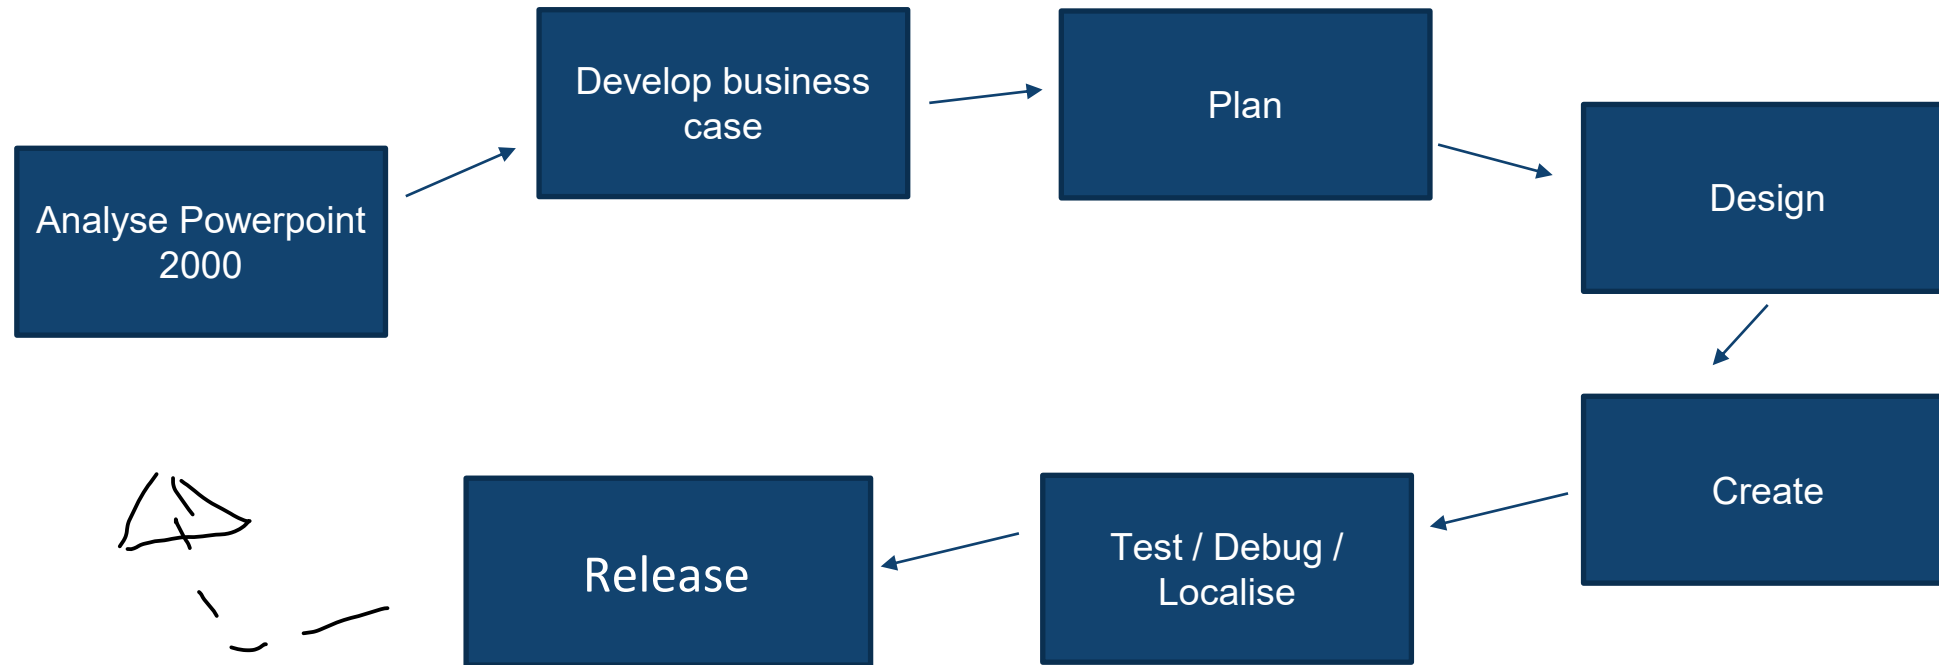 Analyse Powerpoint
2000
Develop business
case
Plan
Design
Create
Test / Debug /
Localise
Release